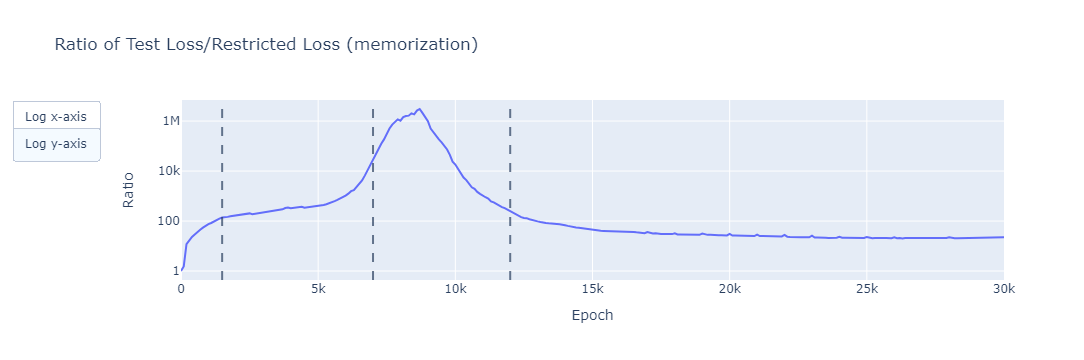 Ratio of Test Loss/Restricted Loss (memorization)
Log x-axis
Log y-axis
Ratio
1M
10k
100
1
0 5k 10k 15k 20k 25k 30k
Epoch